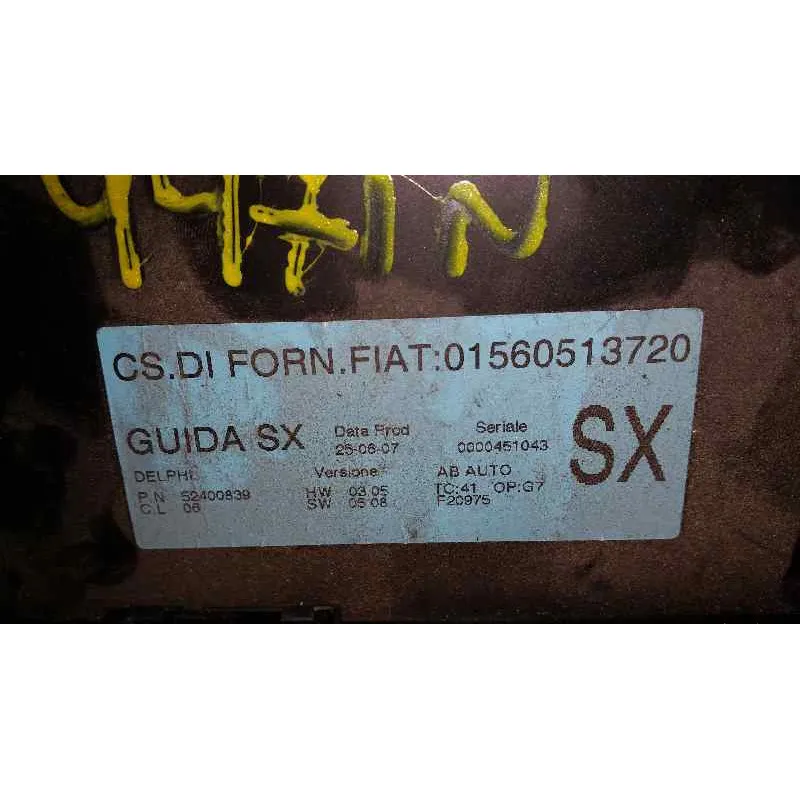 CS.DI FORN.FIAT:01560513720
GUIDA SX
Data Prod
25-06-07
Seriale
0000451043
SX
DELPHI
Versione
AB AUTO
P.N 52400839
HW 03.05
TC:41 OP:G7
C.L 06
SW 05.08
F20975